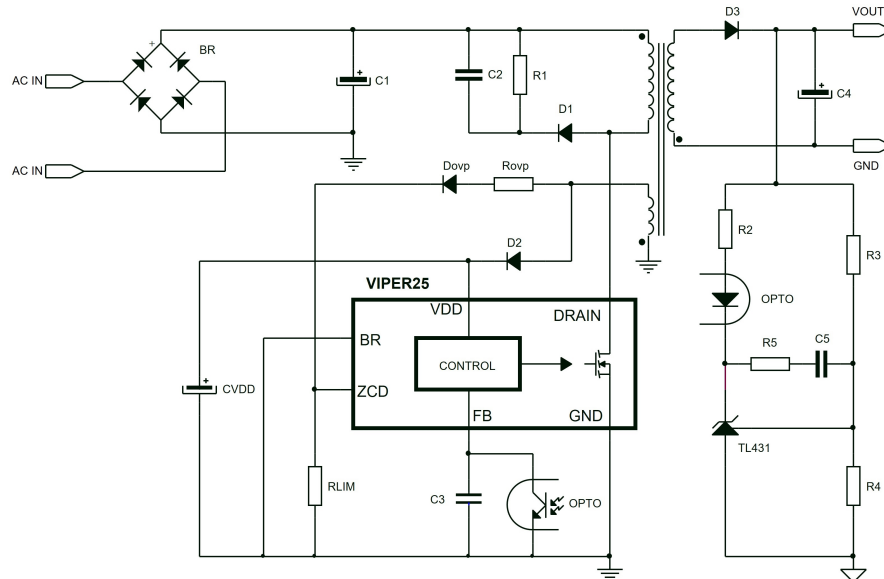 D3
VOUT
BR
AC IN
C1
C2
R1
C4
D1
AC IN
GND
Dovp
Rovp
R2
D2
R3
VIPER25
VDD
DRAIN
OPTO
BR
R5
C5
CONTROL
CVDD
ZCD
FB
GND
TL431
RLIM
C3
OPTO
R4